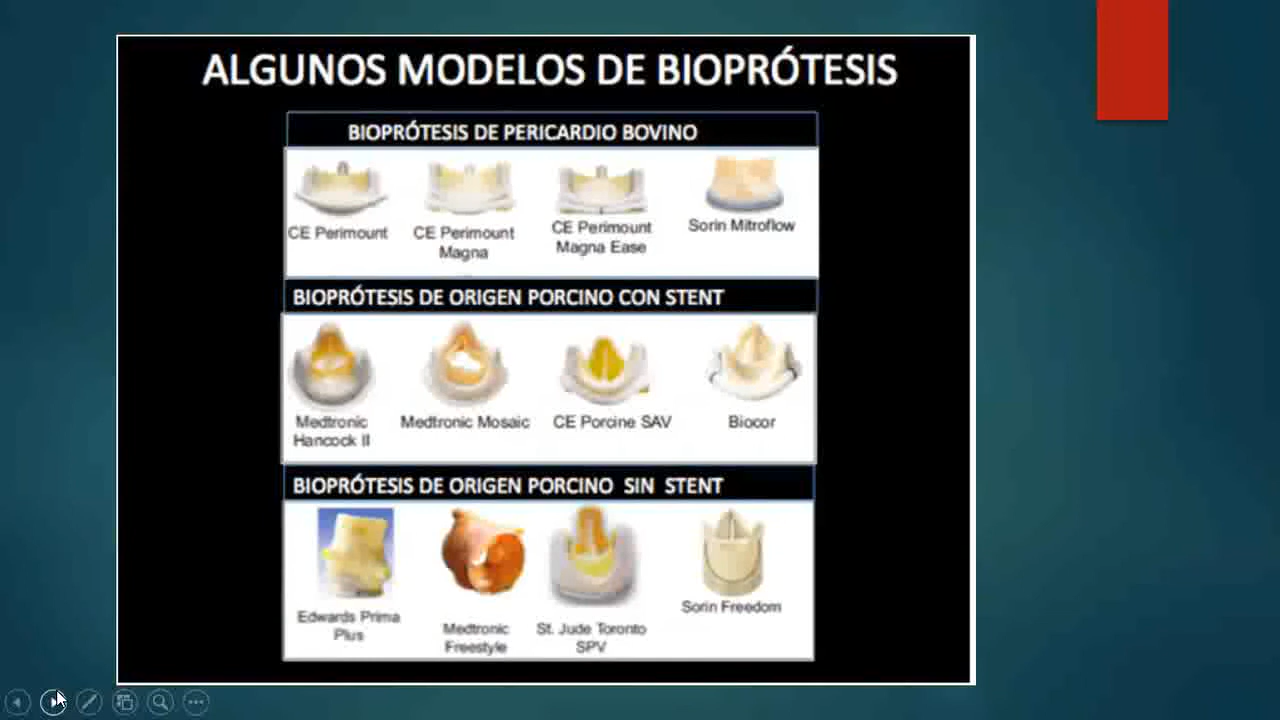 ALGUNOS MODELOS DE BIOPRÓTESIS
BIOPRÓTESIS DE PERICARDIO BOVINO
CE Perimount
CE Perimount
Magna
CE Perimount
Magna Ease
Sorin Mitroflow
BIOPRÓTESIS DE ORIGEN PORCINO CON STENT
Medtronic
Hancock II
Medtronic Mosaic
CE Porcine SAV
Biocor
BIOPRÓTESIS DE ORIGEN PORCINO SIN STENT
Edwards Prima
Plus
Medtronic
Freestyle
St. Jude Toronto
SPV
Sorin Freedom